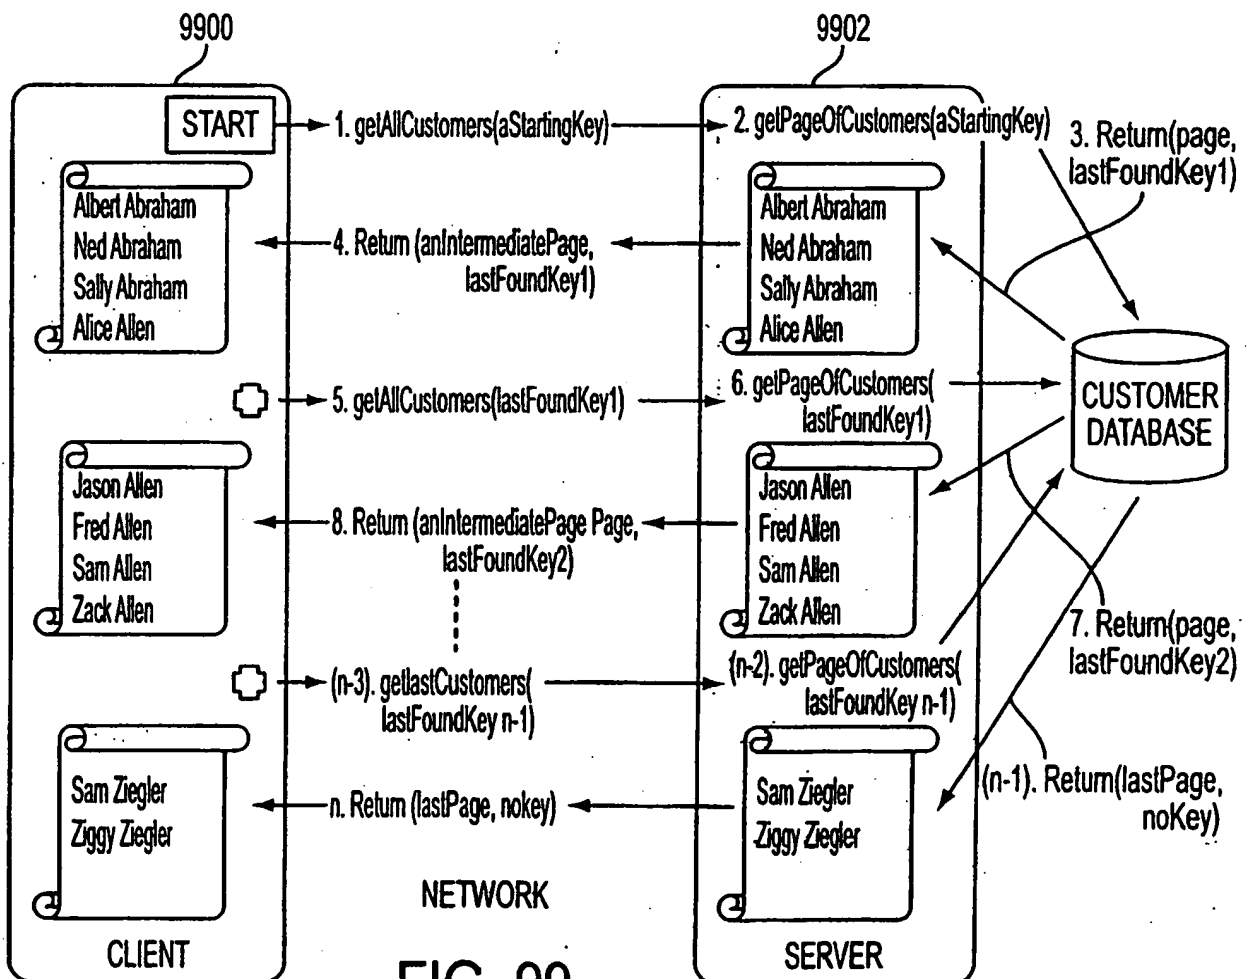 9900
9902
START
1. getAllCustomers(aStartingKey)
2. getPageOfCustomers(aStartingKey)
3. Return(page,
lastFoundKey1)
Albert Abraham
Ned Abraham
Sally Abraham
Alice Allen
4. Return (anIntermediatePage,
lastFoundKey1)
Albert Abraham
Ned Abraham
Sally Abraham
Alice Allen
5. getAllCustomers(lastFoundKey1)
6. getPageOfCustomers(
lastFoundKey1)
CUSTOMER
DATABASE
Jason Allen
Fred Allen
Sam Allen
Zack Allen
8. Return (anIntermediatePage Page,
lastFoundKey2)
Jason Allen
Fred Allen
Sam Allen
Zack Allen
7. Return(page,
lastFoundKey2)
(n-3). getlastCustomers(
lastFoundKey n-1)
(n-2). getPageOfCustomers(
lastFoundKey n-1)
(n-1). Return(lastPage,
noKey)
Sam Ziegler
Ziggy Ziegler
n. Return (lastPage, nokey)
Sam Ziegler
Ziggy Ziegler
NETWORK
CLIENT
SERVER
FIG. 99